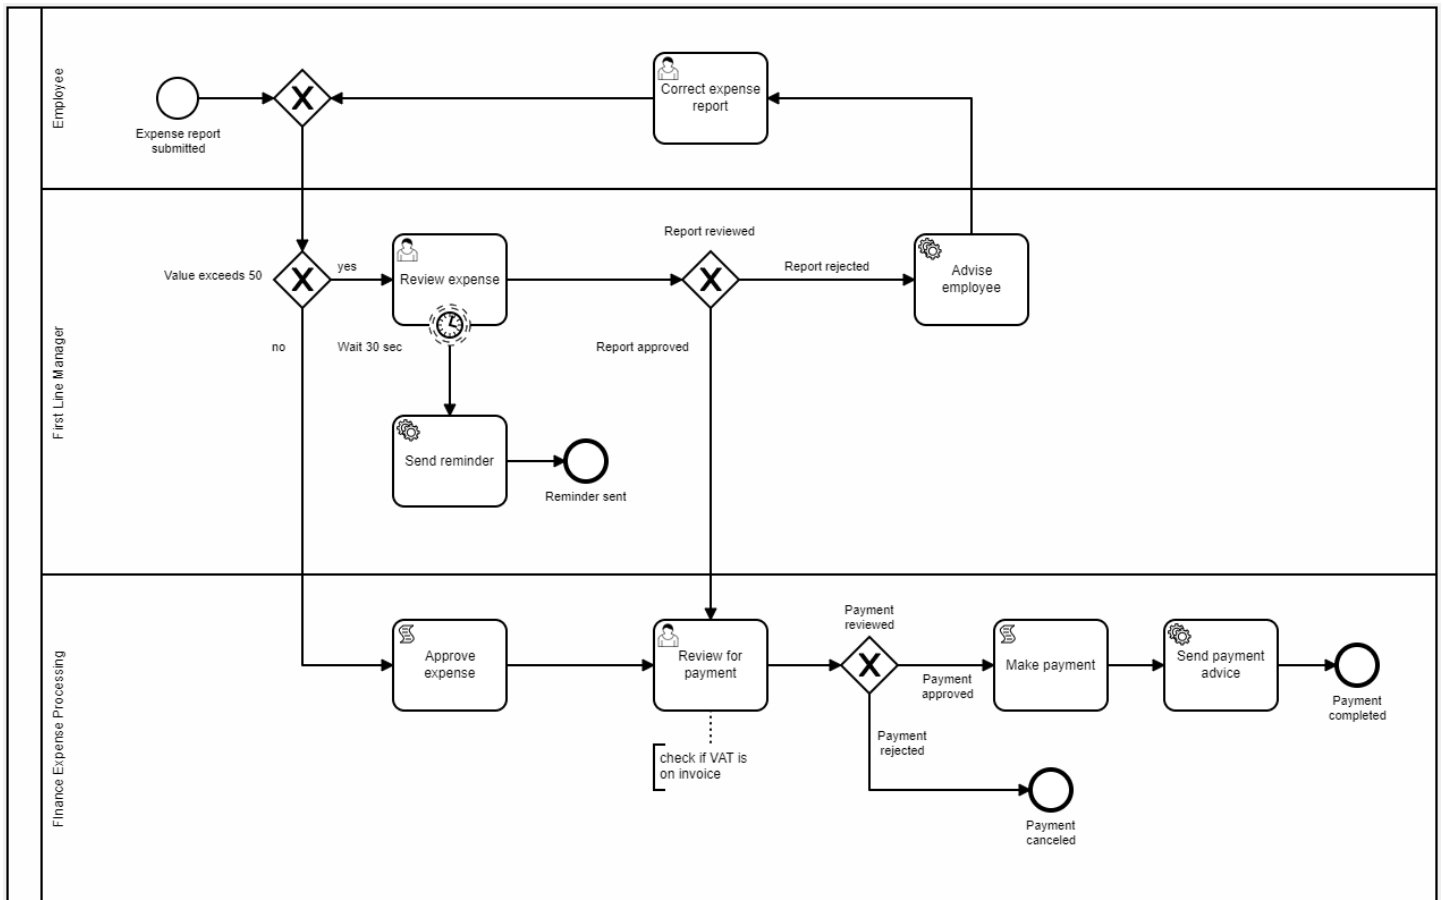 Employee
Expense report
submitted
Correct expense
report
First Line Manager
Value exceeds 50
yes
no
Review expense
Wait 30 sec
Report reviewed
Report rejected
Report approved
Advise
employee
Send reminder
Reminder sent
FInance Expense Processing
Approve
expense
Review for
payment
check if VAT is
on invoice
Payment
reviewed
Payment
approved
Payment
rejected
Make payment
Send payment
advice
Payment
completed
Payment
canceled